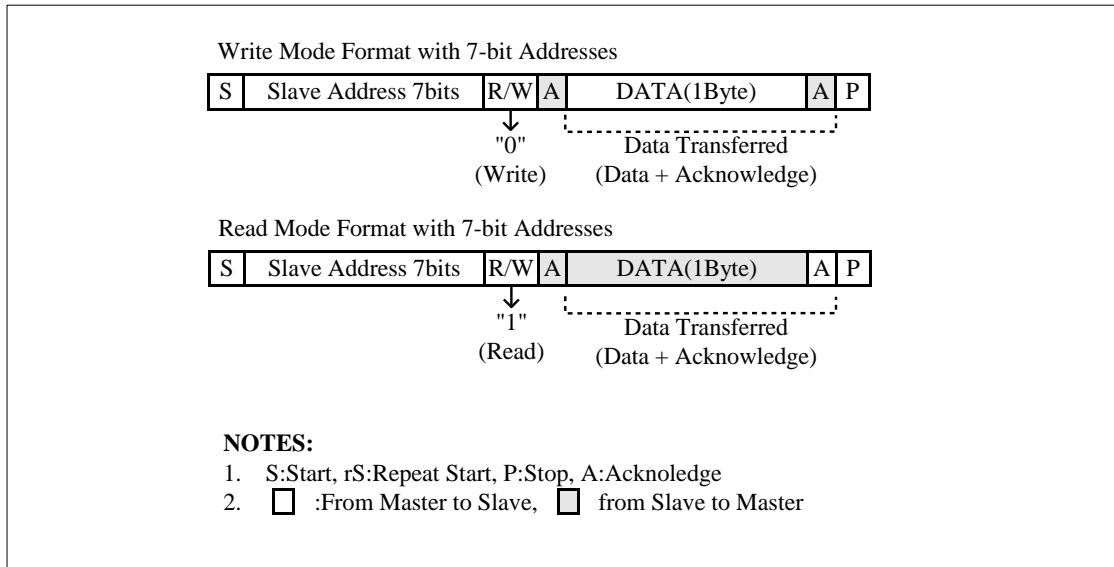 Write Mode Format with 7-bit Addresses
S Slave Address 7bits R/W A DATA(1Byte) A P
"0" Data Transferred
(Write) (Data + Acknowledge)
Read Mode Format with 7-bit Addresses
S Slave Address 7bits R/W A DATA(1Byte) A P
"1" Data Transferred
(Read) (Data + Acknowledge)
NOTES:
1. S:Start, rS:Repeat Start, P:Stop, A:Acknoledge
2. :From Master to Slave, from Slave to Master